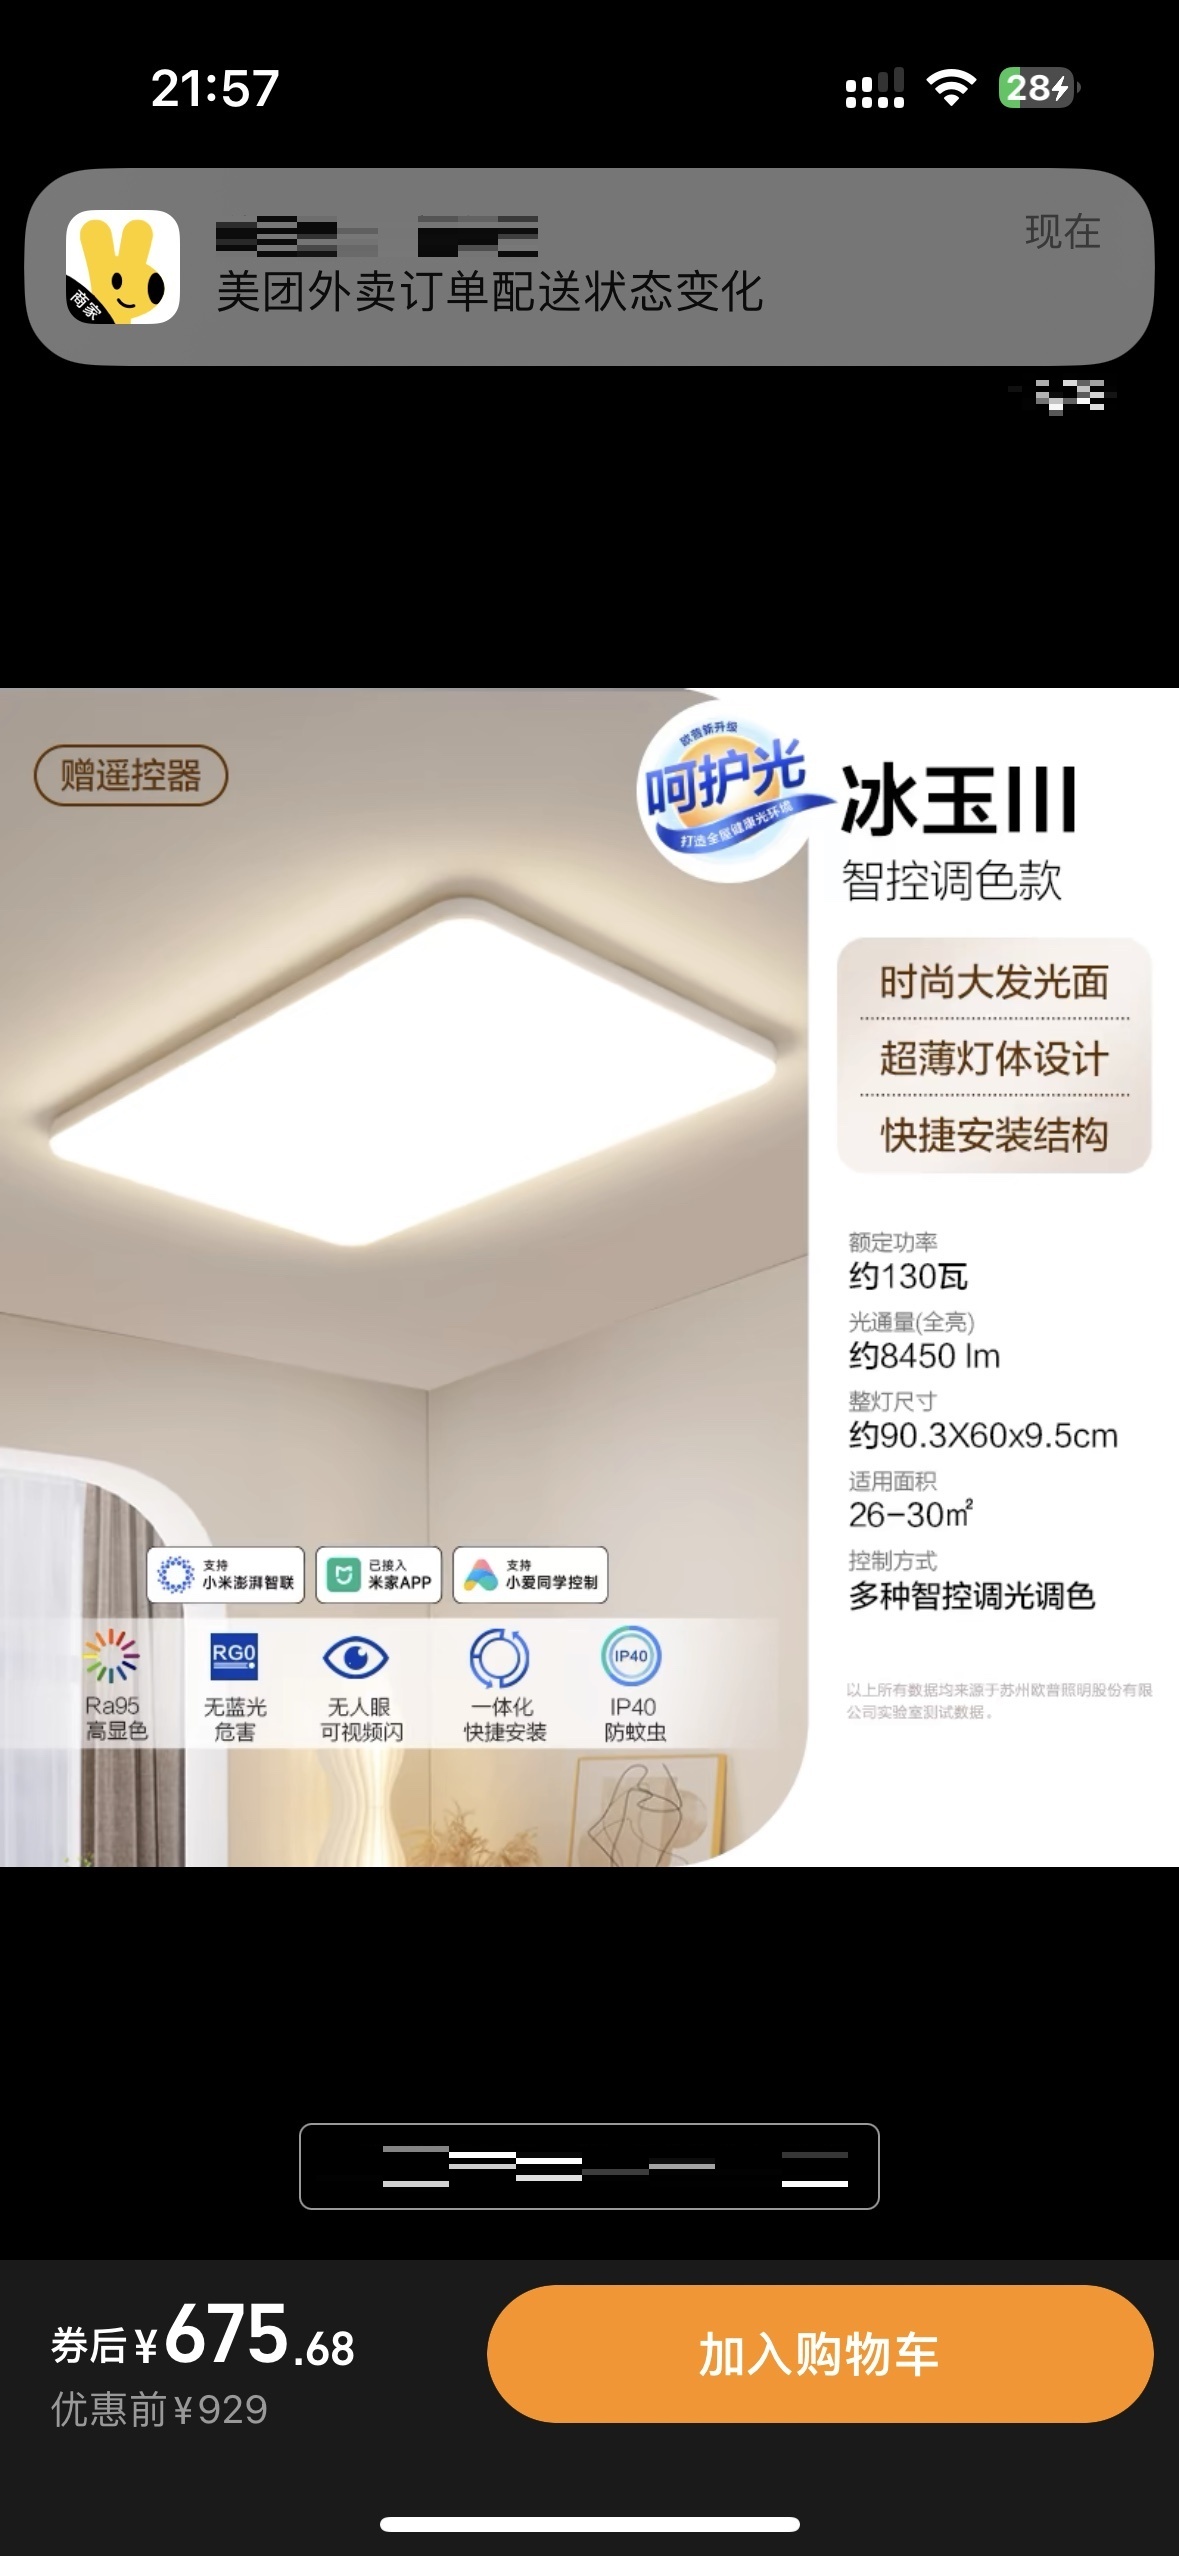 21:57
28
现在
美团外卖订单配送状态变化
商家
赠遥控器
欧普新升级
呵护光
打造全屋健康光环境
冰玉III
智控调色款
时尚大发光面
超薄灯体设计
快捷安装结构
额定功率
约130瓦
光通量(全亮)
约8450 lm
整灯尺寸
约90.3X60x9.5cm
适用面积
26-30㎡
控制方式
多种智控调光调色
以上所有数据均来源于苏州欧普照明股份有限
公司实验室测试数据。
支持
小米澎湃智联
已接入
米家APP
支持
小爱同学控制
Ra95
高显色
RG0
无蓝光
危害
无人眼
可视频闪
一体化
快捷安装
IP40
IP40
防蚊虫
券后¥675.68
优惠前¥929
加入购物车